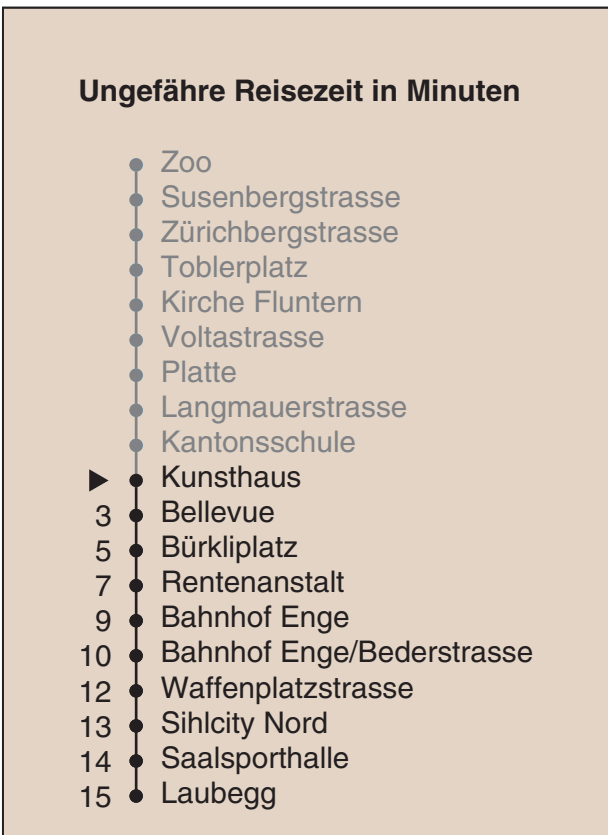 Ungefähre Reisezeit in Minuten
Zoo
Susenbergstrasse
Zürichbergstrasse
Toblerplatz
Kirche Fluntern
Voltastrasse
Platte
Langmauerstrasse
Kantonsschule
Kunsthaus
3 Bellevue
5 Bürkliplatz
7 Rentenanstalt
9 Bahnhof Enge
10 Bahnhof Enge/Bederstrasse
12 Waffenplatzstrasse
13 Sihlcity Nord
14 Saalsporthalle
15 Laubegg